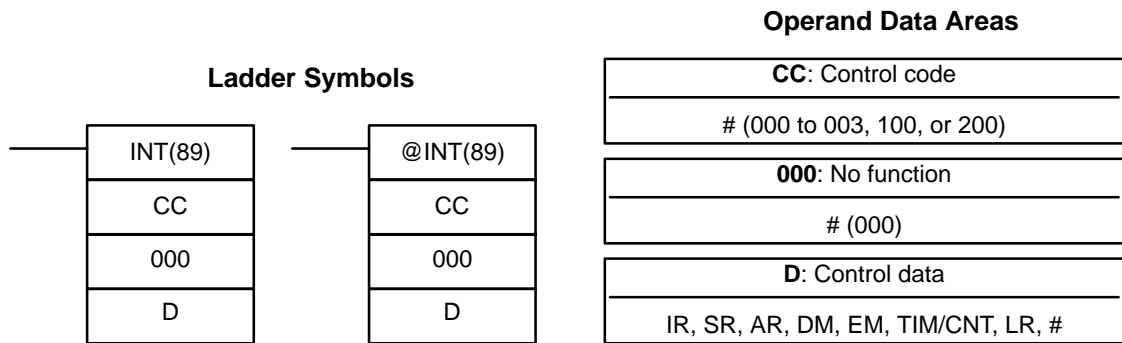 Ladder Symbols
INT(89)
CC
000
D
@INT(89)
CC
000
D
Operand Data Areas
CC: Control code
# (000 to 003, 100, or 200)
000: No function
# (000)
D: Control data
IR, SR, AR, DM, EM, TIM/CNT, LR, #